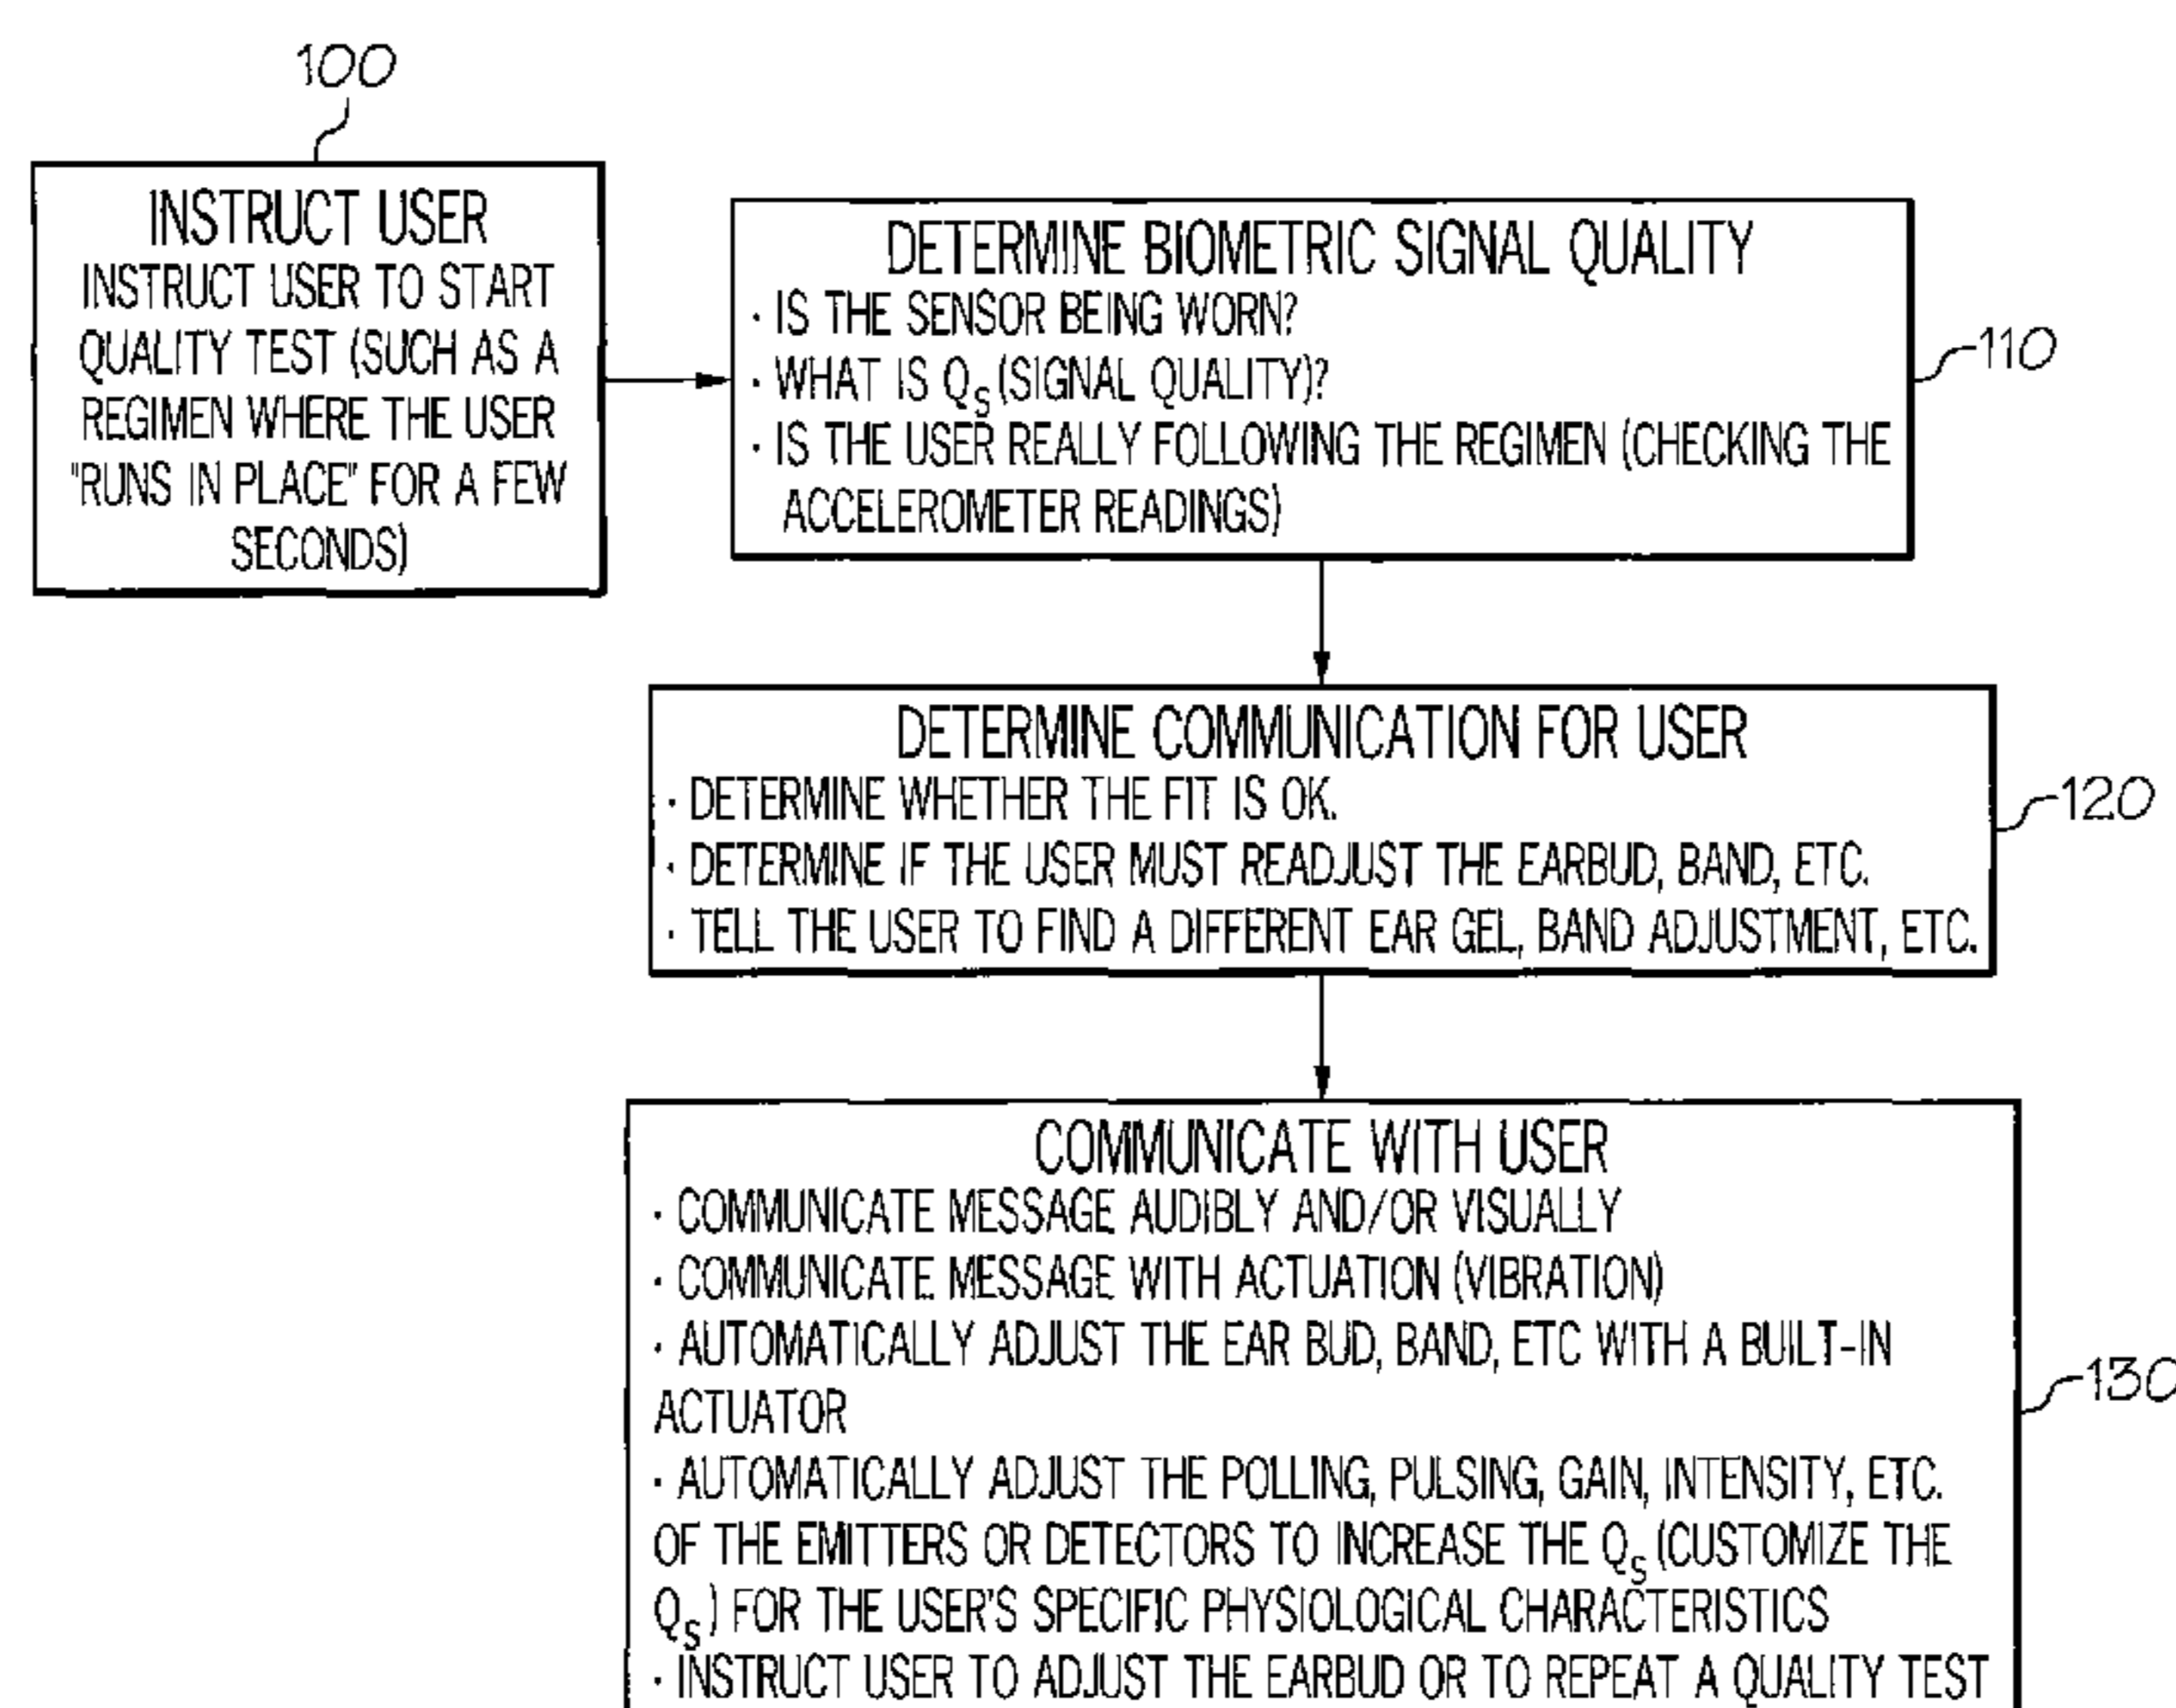 100
INSTRUCT USER
INSTRUCT USER TO START
QUALITY TEST (SUCH AS A
REGIMEN WHERE THE USER
"RUNS IN PLACE" FOR A FEW
SECONDS)
DETERMINE BIOMETRIC SIGNAL QUALITY
· IS THE SENSOR BEING WORN?
· WHAT IS QS (SIGNAL QUALITY)?
· IS THE USER REALLY FOLLOWING THE REGIMEN (CHECKING THE
ACCELEROMETER READINGS)
110
DETERMINE COMMUNICATION FOR USER
· DETERMINE WHETHER THE FIT IS OK.
· DETERMINE IF THE USER MUST READJUST THE EARBUD, BAND, ETC.
· TELL THE USER TO FIND A DIFFERENT EAR GEL, BAND ADJUSTMENT, ETC.
120
COMMUNICATE WITH USER
· COMMUNICATE MESSAGE AUDIBLY AND/OR VISUALLY
· COMMUNICATE MESSAGE WITH ACTUATION (VIBRATION)
· AUTOMATICALLY ADJUST THE EAR BUD, BAND, ETC WITH A BUILT-IN
ACTUATOR
· AUTOMATICALLY ADJUST THE POLLING, PULSING, GAIN, INTENSITY, ETC.
OF THE EMITTERS OR DETECTORS TO INCREASE THE QS (CUSTOMIZE THE
QS) FOR THE USER'S SPECIFIC PHYSIOLOGICAL CHARACTERISTICS
· INSTRUCT USER TO ADJUST THE EARBUD OR TO REPEAT A QUALITY TEST
130